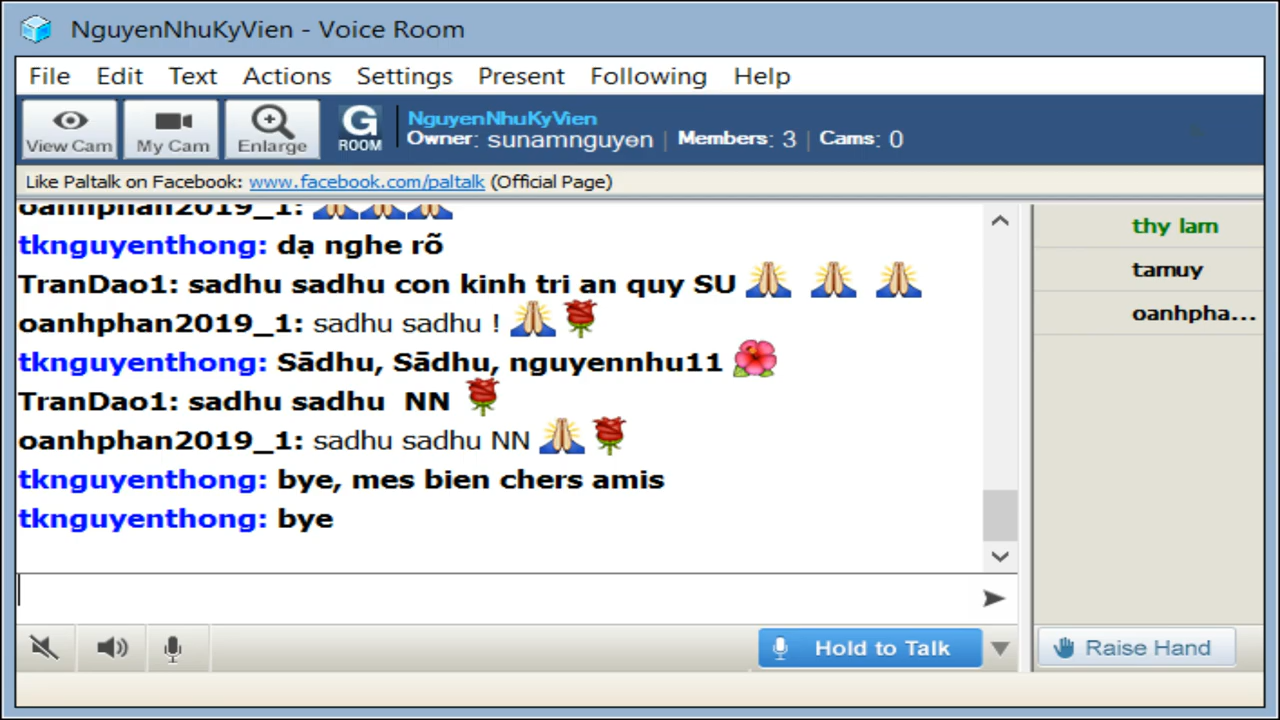 NguyenNhuKyVien - Voice Room
File Edit Text Actions Settings Present Following Help
View Cam My Cam Enlarge G ROOM
NguyenNhuKyVien
Owner: sunamnguyen | Members: 3 | Cams: 0
Like Paltalk on Facebook: www.facebook.com/paltalk (Official Page)
oanhphan2019_1: 🙏🙏🙏
tknguyenthong: dạ nghe rõ
TranDao1: sadhu sadhu con kinh tri an quy SU 🙏 🙏 🙏
oanhphan2019_1: sadhu sadhu ! 🙏🌹
tknguyenthong: Sādhu, Sādhu, nguyennhu11 🌺
TranDao1: sadhu sadhu NN 🌹
oanhphan2019_1: sadhu sadhu NN 🙏🌹
tknguyenthong: bye, mes bien chers amis
tknguyenthong: bye
thy lam
tamuy
oanhpha...
Hold to Talk
Raise Hand